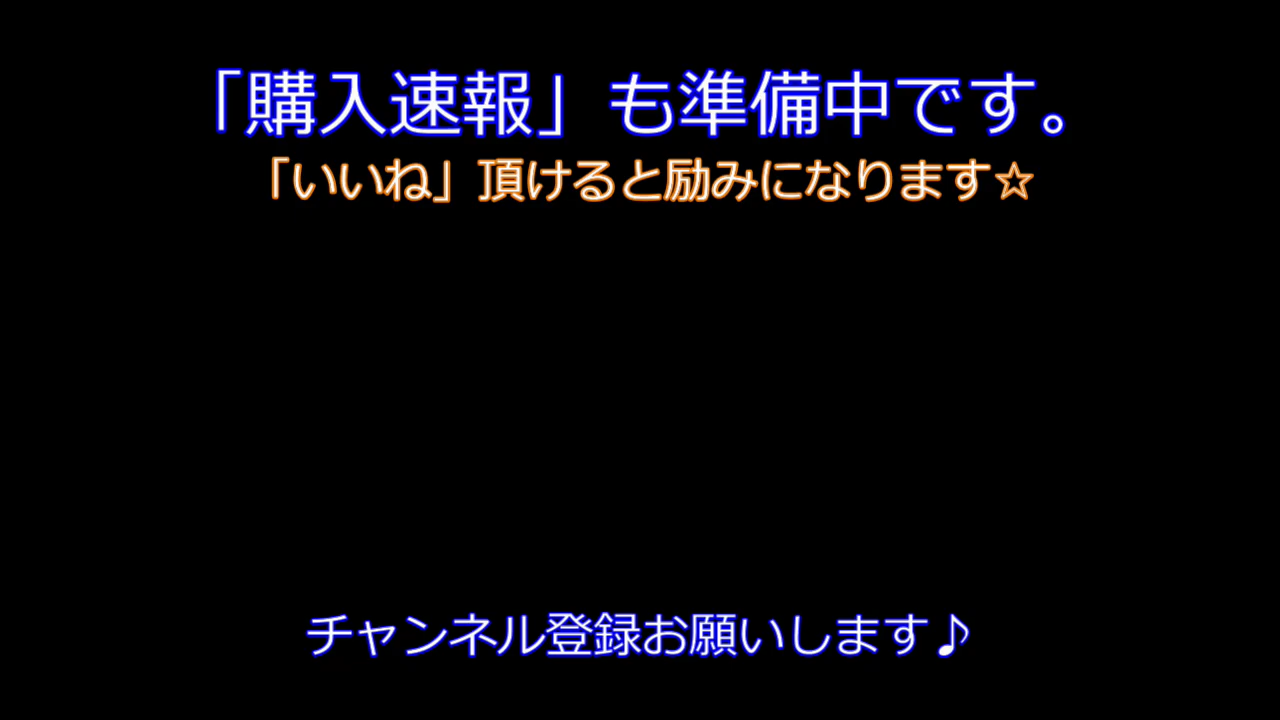 「購入速報」も準備中です。
「いいね」頂けると励みになります☆
チャンネル登録お願いします♪